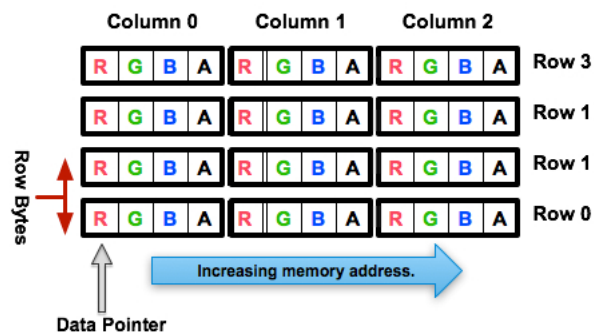 Column 0 Column 1 Column 2
R G B A R G B A R G B A Row 3
R G B A R G B A R G B A Row 1
R G B A R G B A R G B A Row 1
R G B A R G B A R G B A Row 0
Row Bytes
Increasing memory address.
Data Pointer